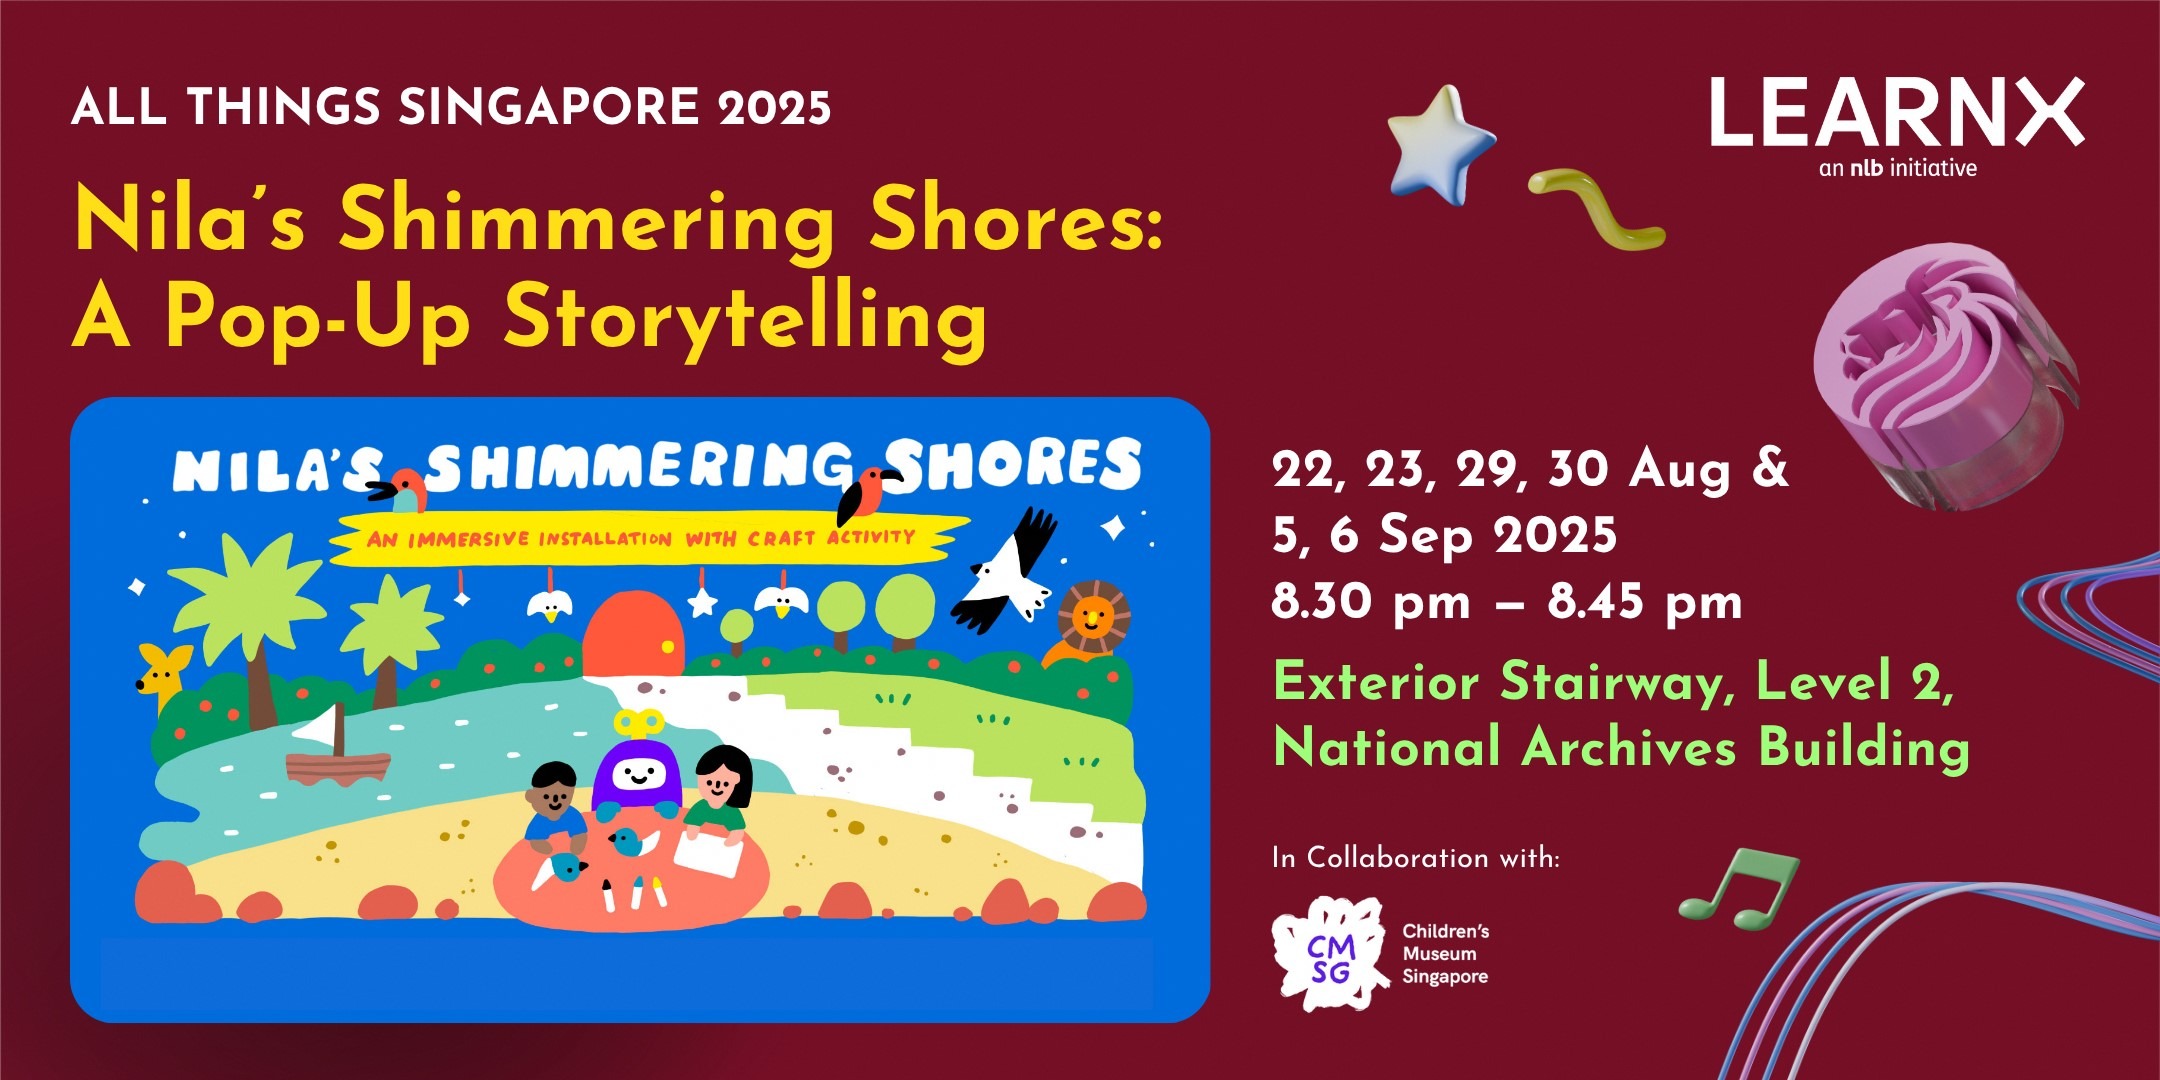 ALL THINGS SINGAPORE 2025
LEARNX
an nlb initiative
Nila's Shimmering Shores:
A Pop-Up Storytelling
NILA'S SHIMMERING SHORES
AN IMMERSIVE INSTALLATION WITH CRAFT ACTIVITY
22, 23, 29, 30 Aug &
5, 6 Sep 2025
8.30 pm – 8.45 pm
Exterior Stairway, Level 2,
National Archives Building
In Collaboration with:
CM
SG
Children's
Museum
Singapore